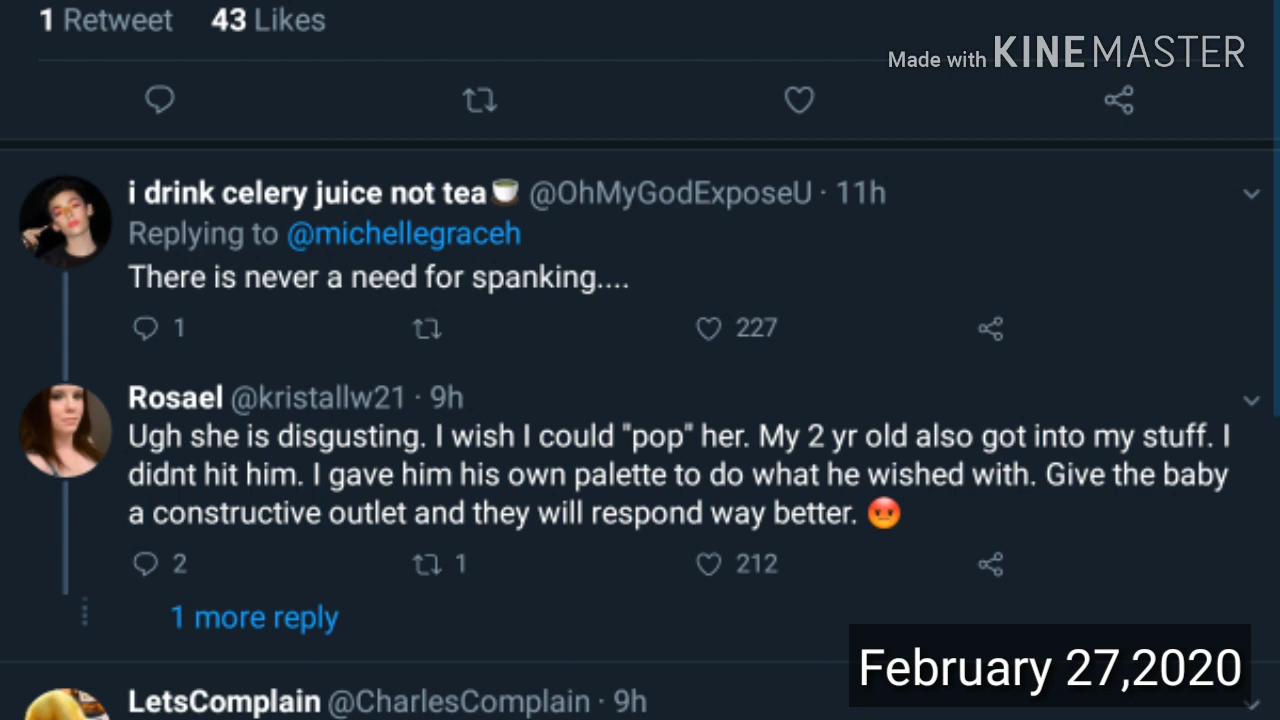 1 Retweet 43 Likes
Made with KINEMASTER
i drink celery juice not tea🍵 @OhMyGodExposeU · 11h
Replying to @michellegraceh
There is never a need for spanking....
1 227
Rosael @kristallw21 · 9h
Ugh she is disgusting. I wish I could "pop" her. My 2 yr old also got into my stuff. I
didnt hit him. I gave him his own palette to do what he wished with. Give the baby
a constructive outlet and they will respond way better. 😡
2 1 212
1 more reply
February 27,2020
LetsComplain @CharlesComplain · 9h